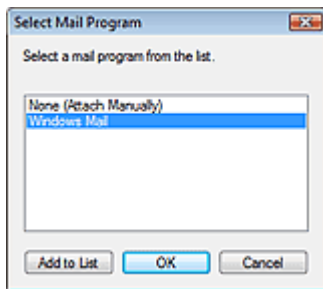 Select Mail Program
Select a mail program from the list.
None (Attach Manually)
Windows Mail
Add to List
OK
Cancel